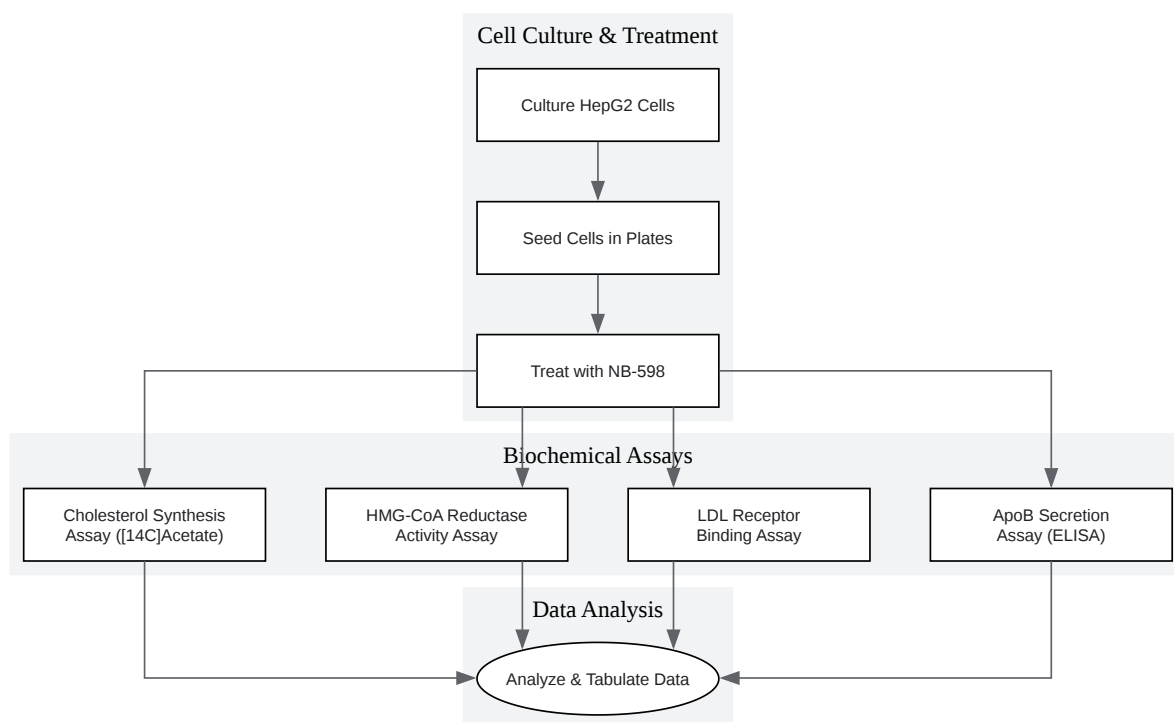 Cell Culture & Treatment
Culture HepG2 Cells
Seed Cells in Plates
Treat with NB-598
Biochemical Assays
Cholesterol Synthesis
Assay ([14C]Acetate)
HMG-CoA Reductase
Activity Assay
LDL Receptor
Binding Assay
ApoB Secretion
Assay (ELISA)
Data Analysis
Analyze & Tabulate Data